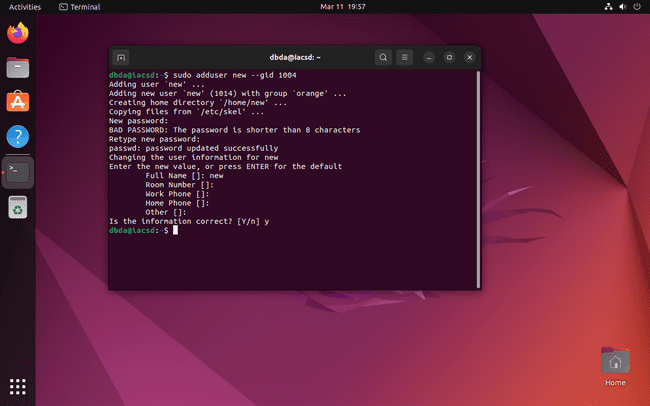 Activities
Terminal
Mar 11 19:57
dbda@iacsd: ~
dbda@iacsd:~$ sudo adduser new --gid 1004
Adding user `new' ...
Adding new user `new' (1014) with group `orange' ...
Creating home directory `/home/new' ...
Copying files from `/etc/skel' ...
New password:
BAD PASSWORD: The password is shorter than 8 characters
Retype new password:
passwd: password updated successfully
Changing the user information for new
Enter the new value, or press ENTER for the default
Full Name []: new
Room Number []:
Work Phone []:
Home Phone []:
Other []:
Is the information correct? [Y/n] y
dbda@iacsd:~$
Home